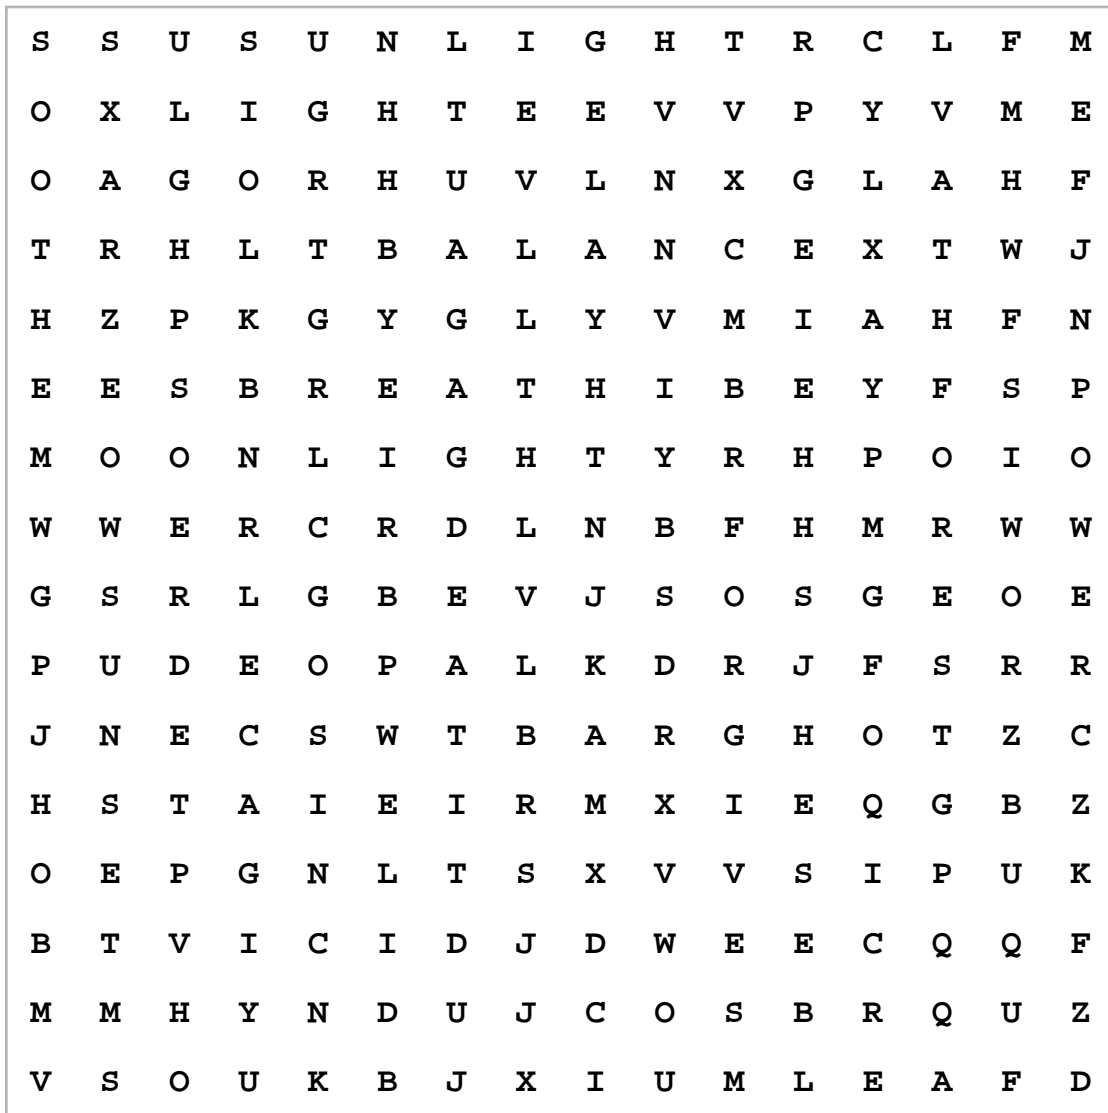 S S U S U N L I G H T R C L F M
O X L I G H T E E V V P Y V M E
O A G O R H U V L N X G L A H F
T R H L T B A L A N C E X T W J
H Z P K G Y G L Y V M I A H F N
E E S B R E A T H I B E Y F S P
M O O N L I G H T Y R H P O I O
W W E R C R D L N B F H M R W W
G S R L G B E V J S O S G E O E
P U D E O P A L K D R J F S R R
J N E C S W T B A R G H O T Z C
H S T A I E I R M X I E Q G B Z
O E P G N L T S X V V S I P U K
B T V I C I D J D W E E C Q Q F
M M H Y N D U J C O S B R Q U Z
V S O U K B J X I U M L E A F D